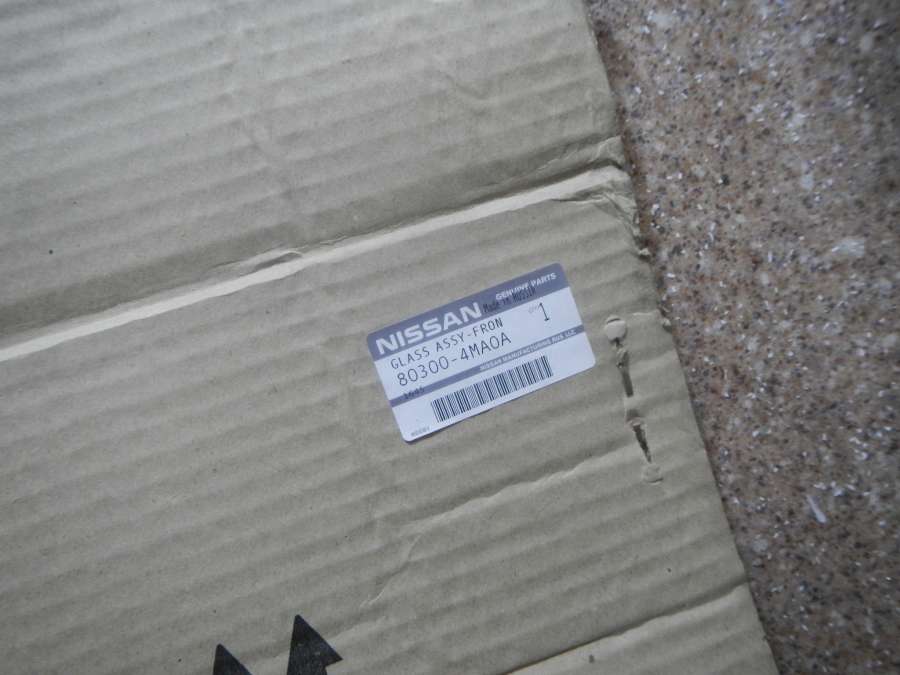 NISSAN GENUINE PARTS
Made in RUSSIA
GLASS ASSY-FRON
80300-4MA0A 1
NISSAN MANUFACTURING RUS LLC.